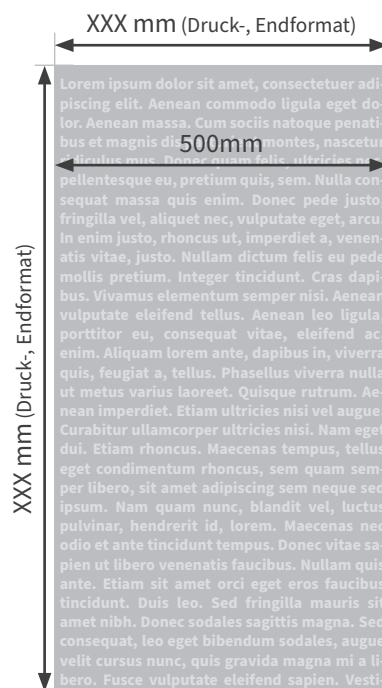 XXX mm (Druck-, Endformat)
Lorem ipsum dolor sit amet, consectetuer adi-
piscing elit. Aenean commodo ligula eget do-
lor. Aenean massa. Cum sociis natoque penati-
bus et magnis dis montes, nascetur
500mm
ridiculus mus. Donec quam felis, ultricies
pellentesque eu, pretium quis, sem. Nulla con-
sequat massa quis enim. Donec pede justo
fringilla vel, aliquet nec, vulputate eget, arcu.
In enim justo, rhoncus ut, imperdiet a, venen-
atis vitae, justo. Nullam dictum felis eu pede
mollis pretium. Integer tincidunt. Cras dapi-
bus. Vivamus elementum semper nisi. Aenean
vulputate eleifend tellus. Aenean leo ligula,
porttitor eu, consequat vitae, eleifend ac,
enim. Aliquam lorem ante, dapibus in, viverra
quis, feugiat a, tellus. Phasellus viverra nulla
ut metus varius laoreet. Quisque rutrum. Ae-
nean imperdiet. Etiam ultricies nisi vel augue.
Curabitur ullamcorper ultricies nisi. Nam eget
dui. Etiam rhoncus. Maecenas tempus, tellus
eget condimentum rhoncus, sem quam sem-
per libero, sit amet adipiscing sem neque sed
ipsum. Nam quam nunc, blandit vel, luctus
pulvinar, hendrerit id, lorem. Maecenas nec
odio et ante tincidunt tempus. Donec vitae sa-
pien ut libero venenatis faucibus. Nullam quis
ante. Etiam sit amet orci eget eros faucibus
tincidunt. Duis leo. Sed fringilla mauris sit
amet nibh. Donec sodales sagittis magna. Sed
consequat, leo eget bibendum sodales, augue
velit cursus nunc, quis gravida magna mi a li-
bero. Fusce vulputate eleifend sapien. Vesti-
XXX mm (Druck-, Endformat)